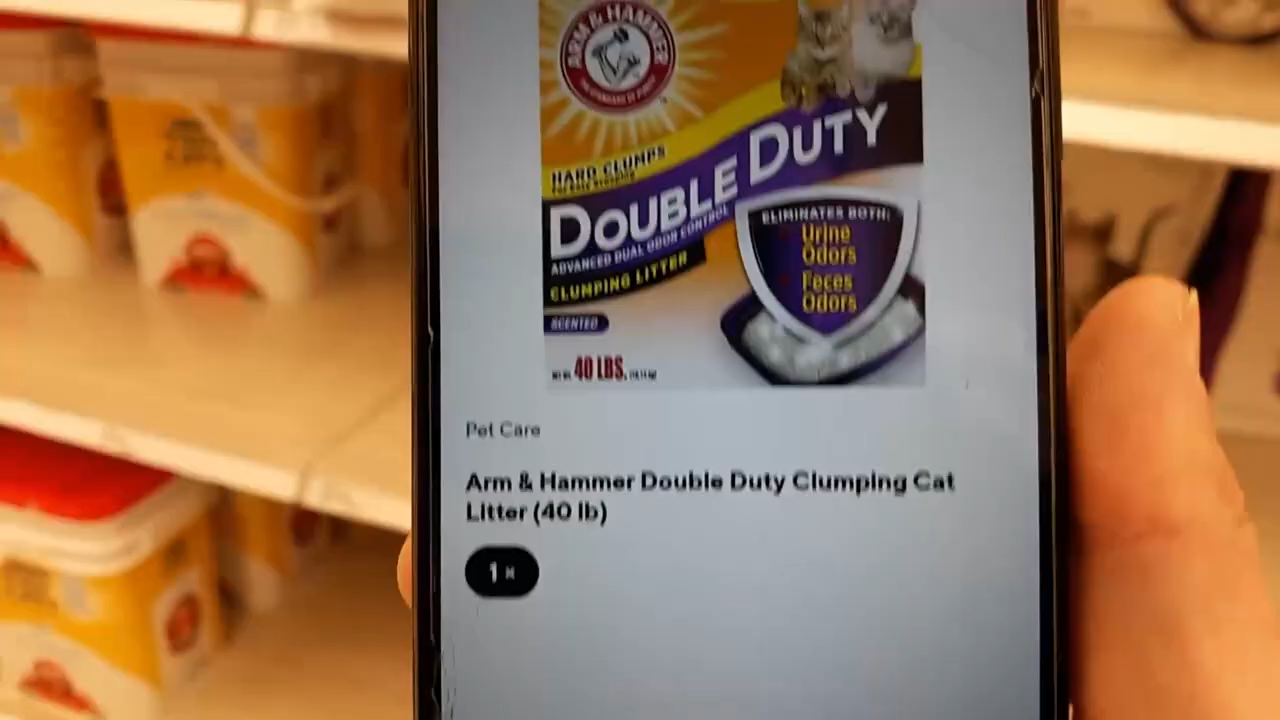 ARM & HAMMER
HARD CLUMPS
DOUBLE DUTY
ADVANCED DUAL ODOR CONTROL
CLUMPING LITTER
ELIMINATES BOTH:
Urine
Odors
Feces
Odors
SCENTED
40 LBS.
Pet Care
Arm & Hammer Double Duty Clumping Cat
Litter (40 lb)
1 x